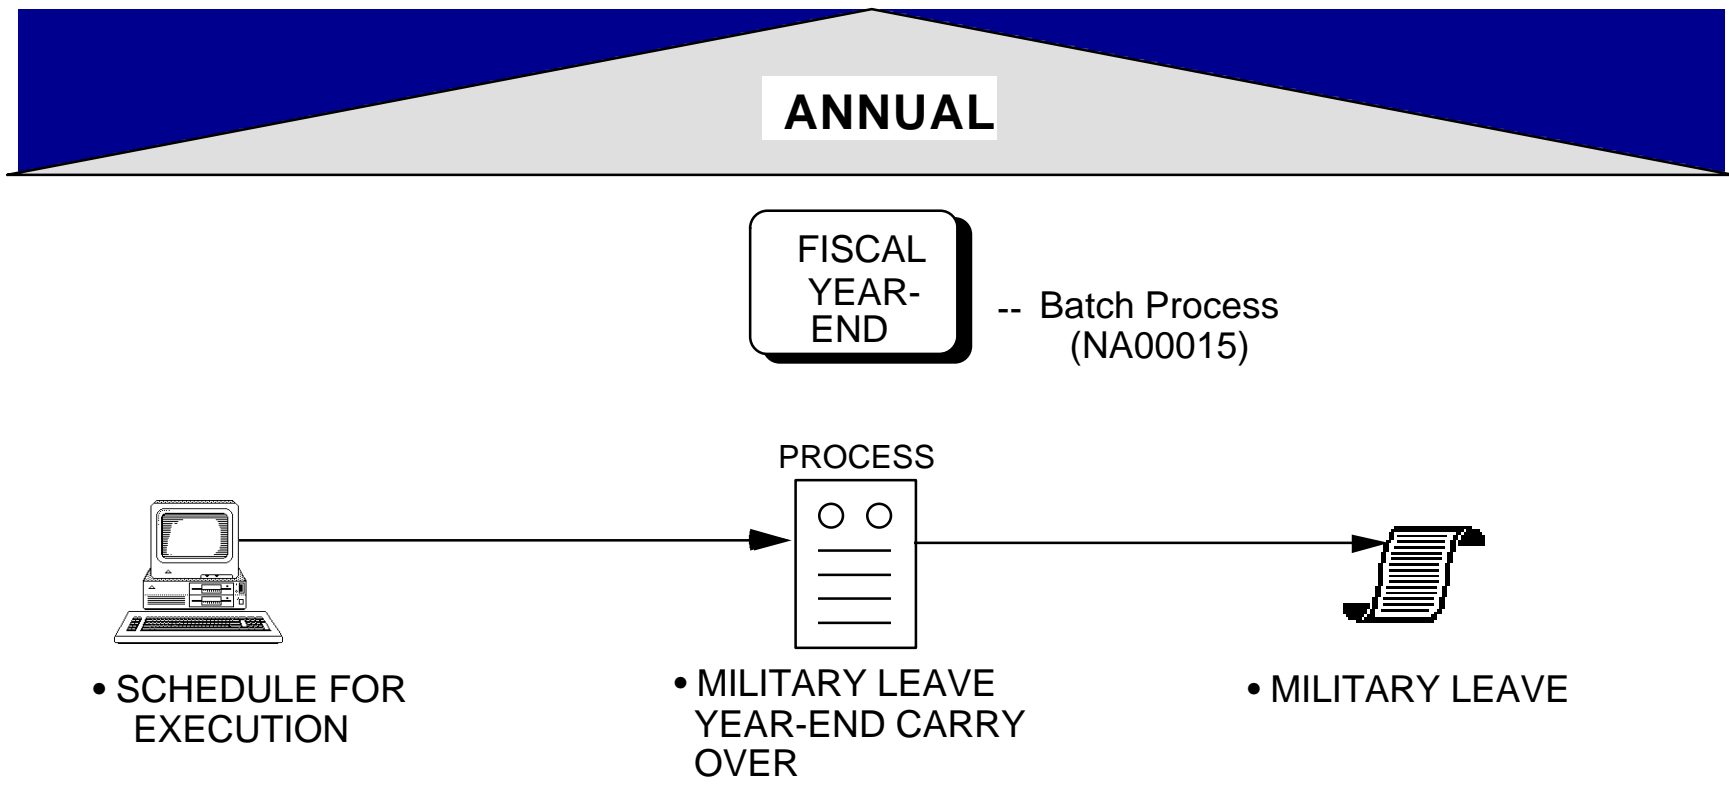 ANNUAL
FISCAL
YEAR-
END
-- Batch Process
(NA00015)
PROCESS
• SCHEDULE FOR
EXECUTION
• MILITARY LEAVE
YEAR-END CARRY
OVER
• MILITARY LEAVE